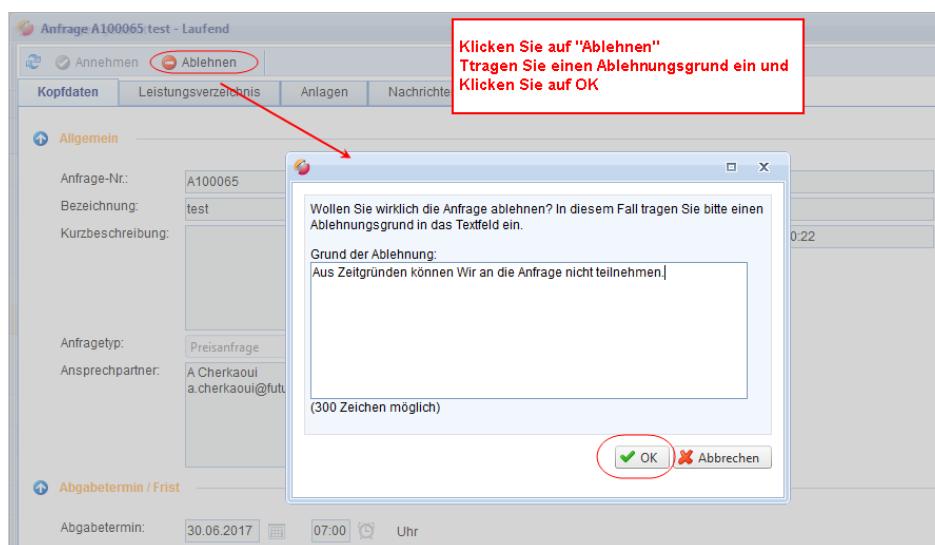 Anfrage A100065 test - Laufend
Annehmen Ablehnen
Klicken Sie auf "Ablehnen"
Ttragen Sie einen Ablehnungsgrund ein und
Klicken Sie auf OK
Kopfdaten Leistungsverzeichnis Anlagen Nachrichte
Allgemein
Anfrage-Nr.: A100065
Bezeichnung: test
Kurzbeschreibung:
0:22
Wollen Sie wirklich die Anfrage ablehnen? In diesem Fall tragen Sie bitte einen
Ablehnungsgrund in das Textfeld ein.
Grund der Ablehnung:
Aus Zeitgründen können Wir an die Anfrage nicht teilnehmen.
(300 Zeichen möglich)
OK Abbrechen
Anfragetyp: Preisanfrage
Ansprechpartner: A Cherkaoui
a.cherkaoui@futu
Abgabetermin / Frist
Abgabetermin: 30.06.2017 07:00 Uhr